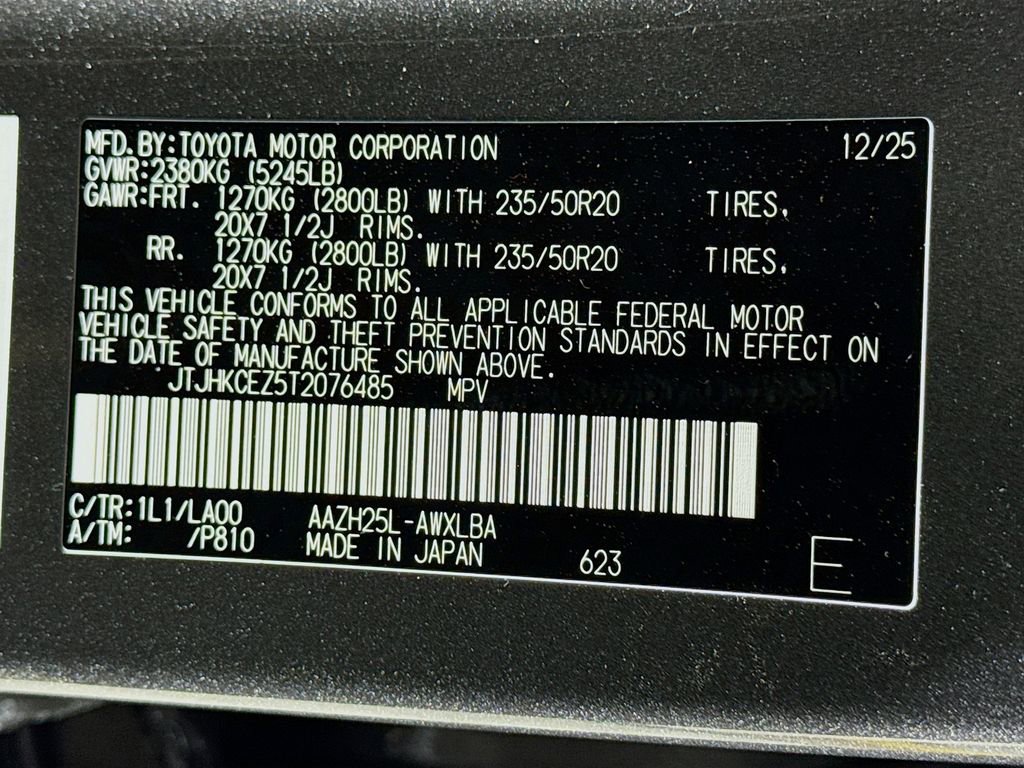 MFD.BY:TOYOTA MOTOR CORPORATION 12/25
GVWR:2380KG (5245LB)
GAWR:FRT. 1270KG (2800LB) WITH 235/50R20 TIRES,
20X7 1/2J RIMS.
RR. 1270KG (2800LB) WITH 235/50R20 TIRES,
20X7 1/2J RIMS.
THIS VEHICLE CONFORMS TO ALL APPLICABLE FEDERAL MOTOR
VEHICLE SAFETY AND THEFT PREVENTION STANDARDS IN EFFECT ON
THE DATE OF MANUFACTURE SHOWN ABOVE.
JTJHKCEZ5T2076485 MPV
C/TR:1L1/LA00 AAZH25L-AWXLBA
A/TM: /P810 MADE IN JAPAN 623 E